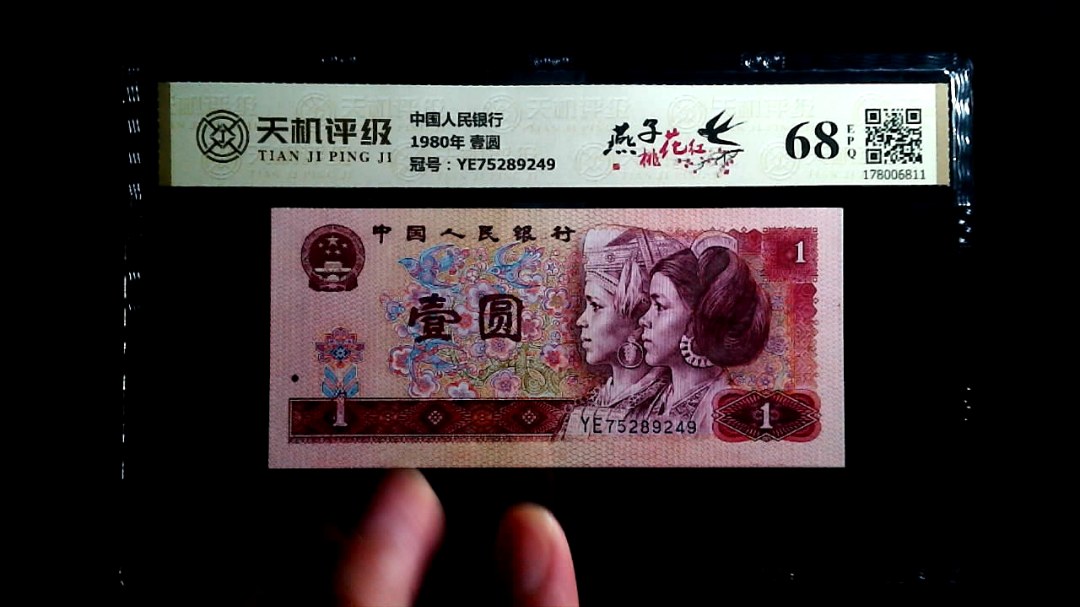 天机评级
TIAN JI PING JI
中国人民银行
1980年 壹圆
冠号：YE75289249
燕子
桃花红
68
EPQ
178006811
中国人民银行
1
壹圆
1
YE75289249
1